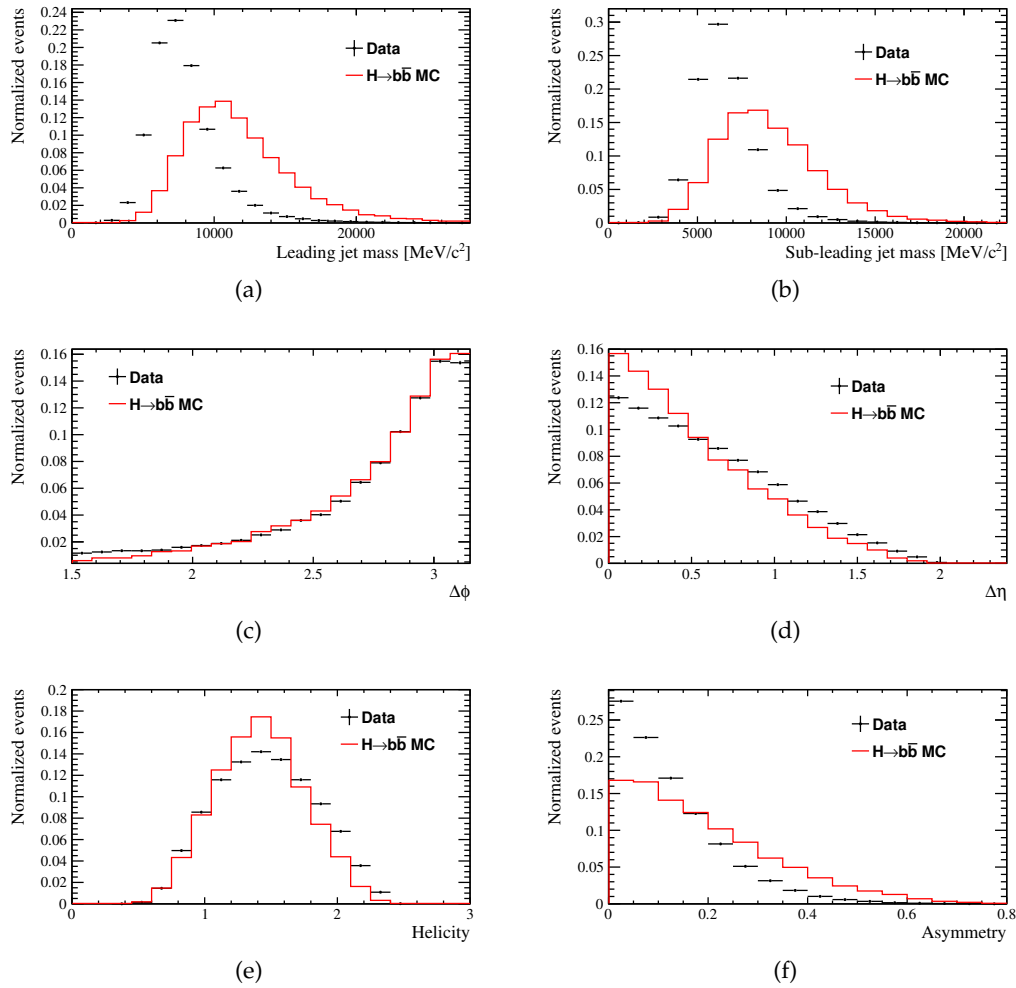 Normalized events
0.24
0.22
0.2
0.18
0.16
0.14
0.12
0.1
0.08
0.06
0.04
0.02
0
Data
H→bb̅ MC
0 10000 20000
Leading jet mass [MeV/c²]
(a)
Normalized events
0.3
0.25
0.2
0.15
0.1
0.05
0
Data
H→bb̅ MC
0 5000 10000 15000 20000
Sub-leading jet mass [MeV/c²]
(b)
Normalized events
0.16
0.14
0.12
0.1
0.08
0.06
0.04
0.02
Data
H→bb̅ MC
1.5 2 2.5 3
Δϕ
(c)
Normalized events
0.16
0.14
0.12
0.1
0.08
0.06
0.04
0.02
0
Data
H→bb̅ MC
0 0.5 1 1.5 2
Δη
(d)
Normalized events
0.2
0.18
0.16
0.14
0.12
0.1
0.08
0.06
0.04
0.02
0
Data
H→bb̅ MC
0 1 2 3
Helicity
(e)
Normalized events
0.25
0.2
0.15
0.1
0.05
0
Data
H→bb̅ MC
0 0.2 0.4 0.6 0.8
Asymmetry
(f)